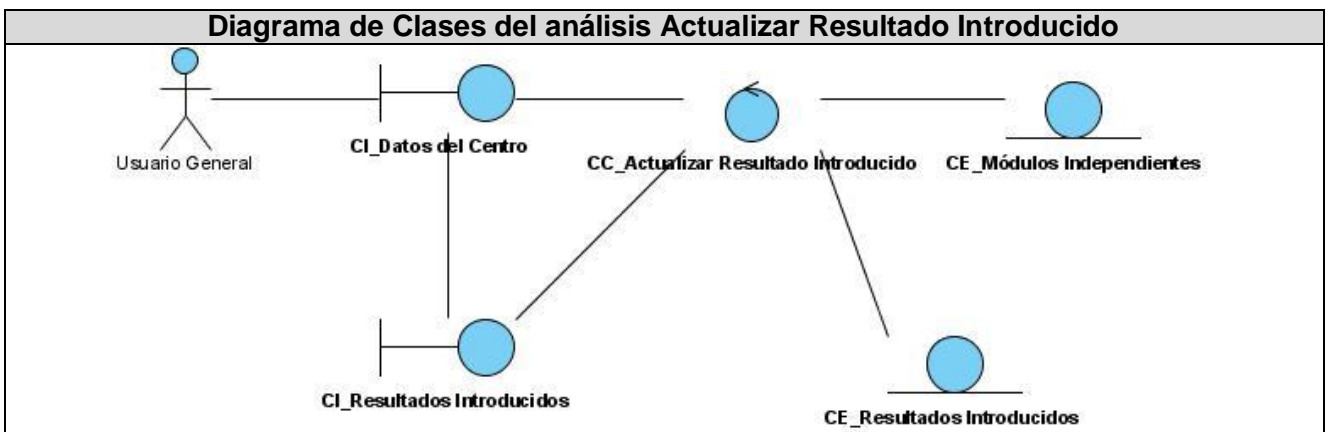 Diagrama de Clases del análisis Actualizar Resultado Introducido
Usuario General
CI_Datos del Centro
CC_Actualizar Resultado Introducido
CE_Módulos Independientes
CI_Resultados Introducidos
CE_Resultados Introducidos